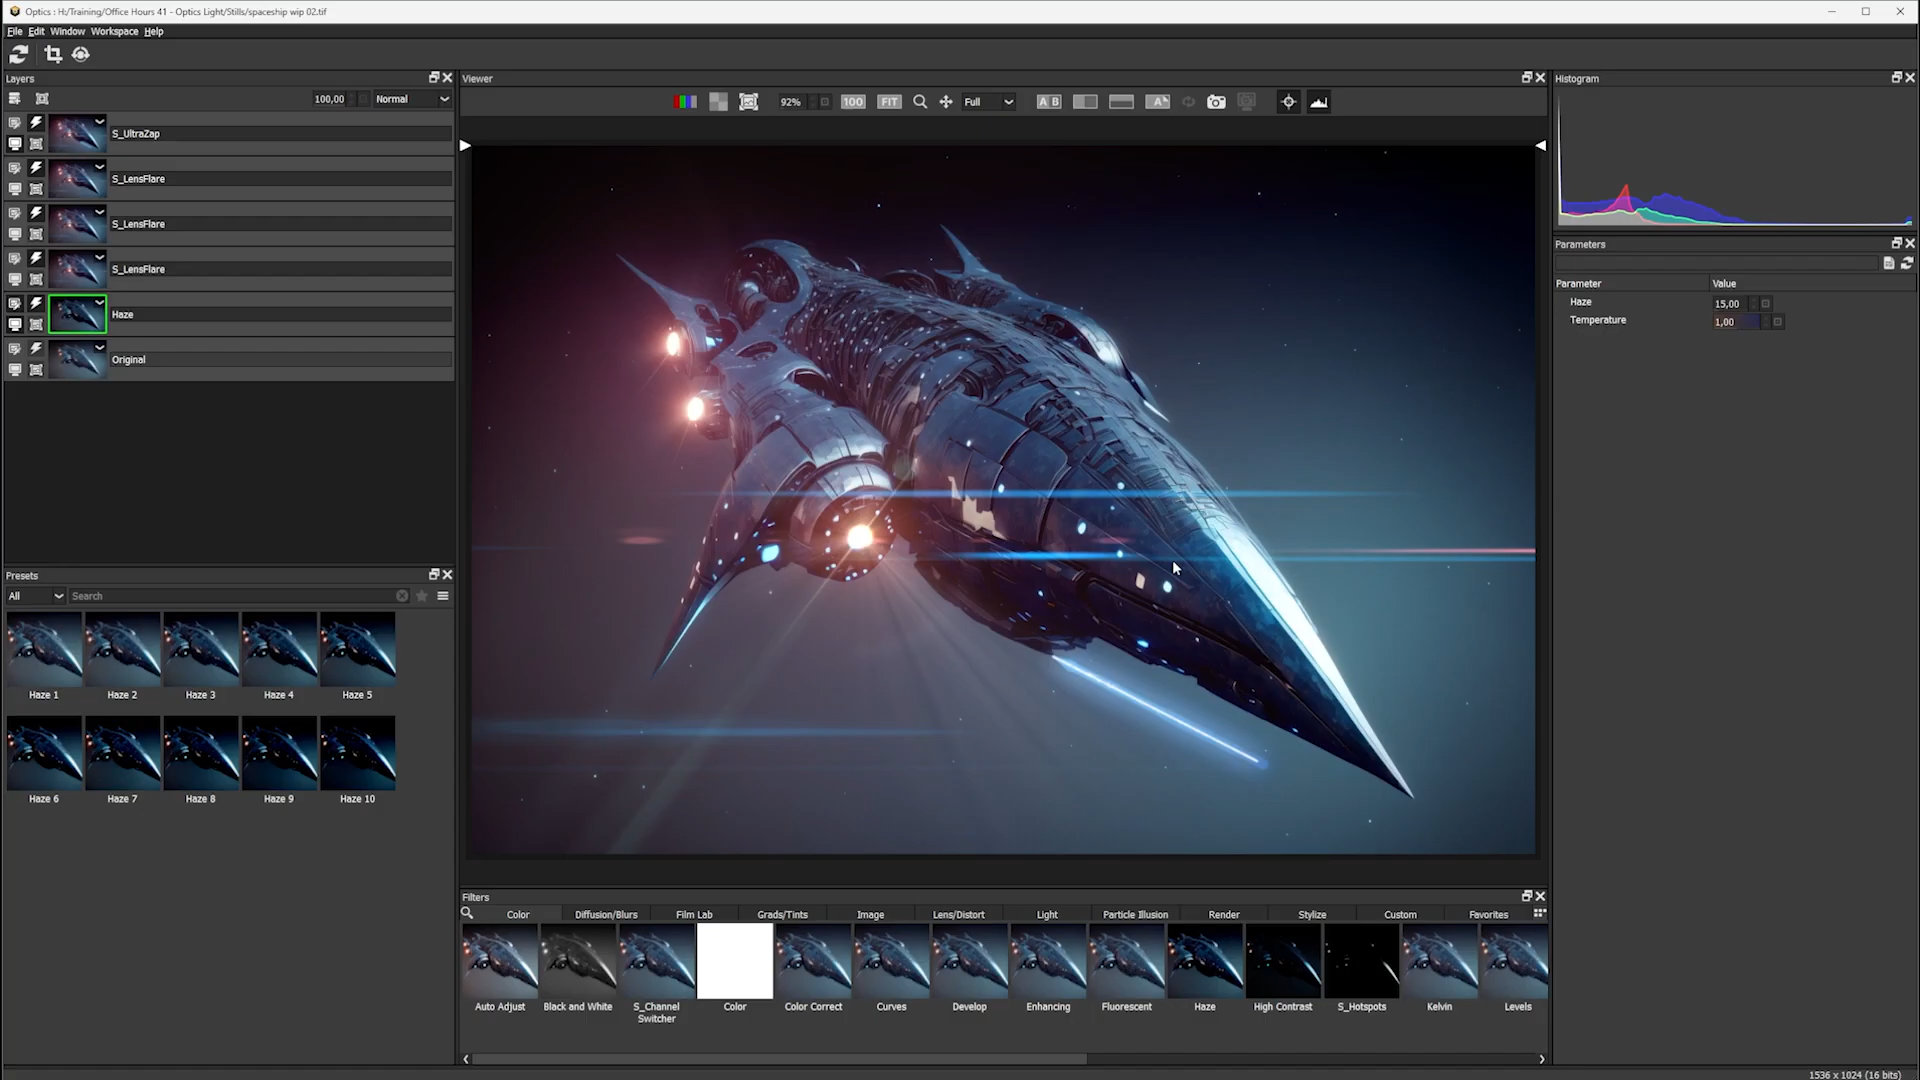 Optics : H:/Training/Office Hours 41 - Optics Light/Stills/spaceship wip 02.tif
File Edit Window Workspace Help
Layers
Viewer
Histogram
100,00 Normal
92% 100 FIT Full A B A
S_UltraZap
S_LensFlare
S_LensFlare
S_LensFlare
Haze
Original
Parameters
Parameter Value
Haze 15,00
Temperature 1,00
Presets
All Search
Haze 1 Haze 2 Haze 3 Haze 4 Haze 5
Haze 6 Haze 7 Haze 8 Haze 9 Haze 10
Filters
Color Diffusion/Blurs Film Lab Grads/Tints Image Lens/Distort Light Particle Illusion Render Stylize Custom Favorites
Auto Adjust Black and White S_Channel Switcher Color Color Correct Curves Develop Enhancing Fluorescent Haze High Contrast S_Hotspots Kelvin Levels
1536 x 1024 (16 bits)